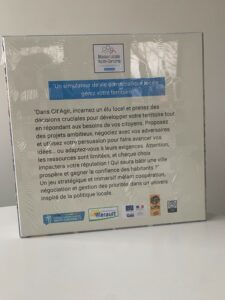 Mission Locale
"Un simulateur de vie démocratique pour
gérez votre territoire"
"Dans Cit'Agir, incarnez un élu local et prenez des
décisions cruciales pour développer votre territoire tout
en répondant aux besoins de vos citoyens. Proposez
des projets ambitieux, négociez avec vos adversaires
et utilisez votre persuasion pour faire avancer vos
idées... ou adaptez-vous à leurs exigences. Attention,
les ressources sont limitées, et chaque choix
impactera votre réputation ! Qui saura bâtir une ville
prospère et gagner la confiance des habitants ?"
Un jeu stratégique et immersif mêlant coopération,
négociation et gestion des priorités dans un univers
inspiré de la politique locale.
Hérault